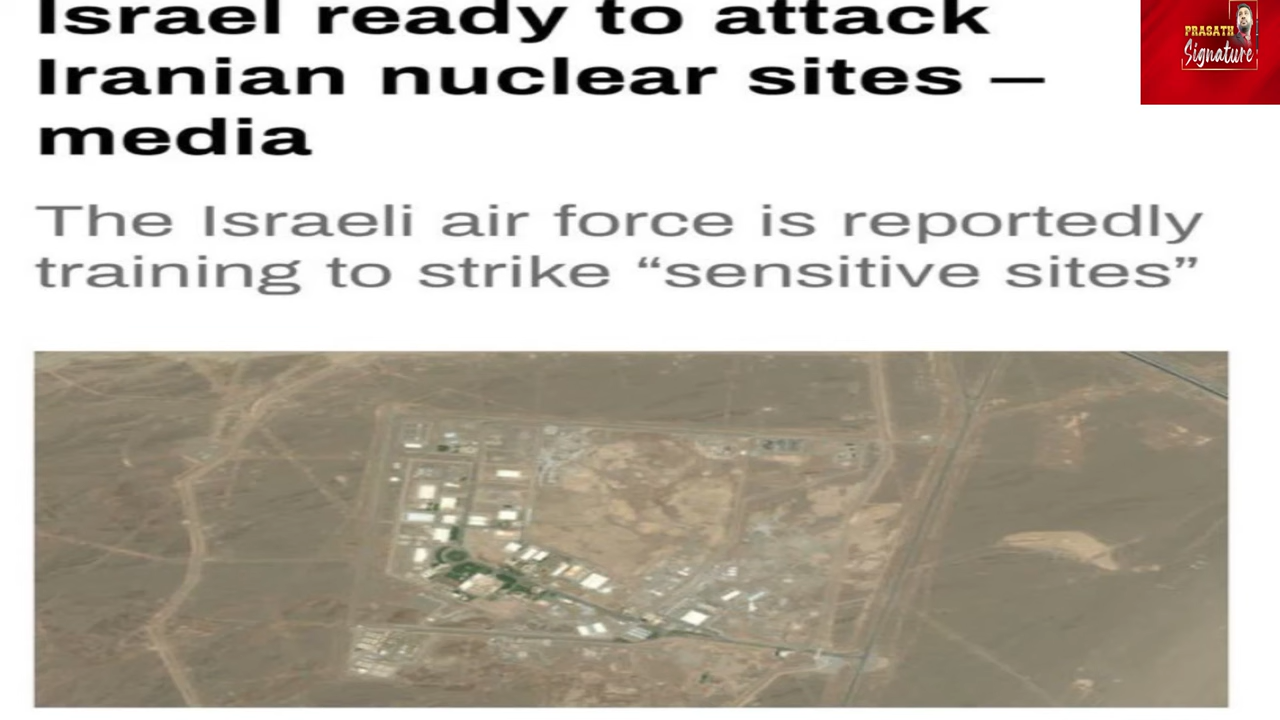 Israel ready to attack
Iranian nuclear sites –
media
The Israeli air force is reportedly
training to strike “sensitive sites”
PRASATH
Signature